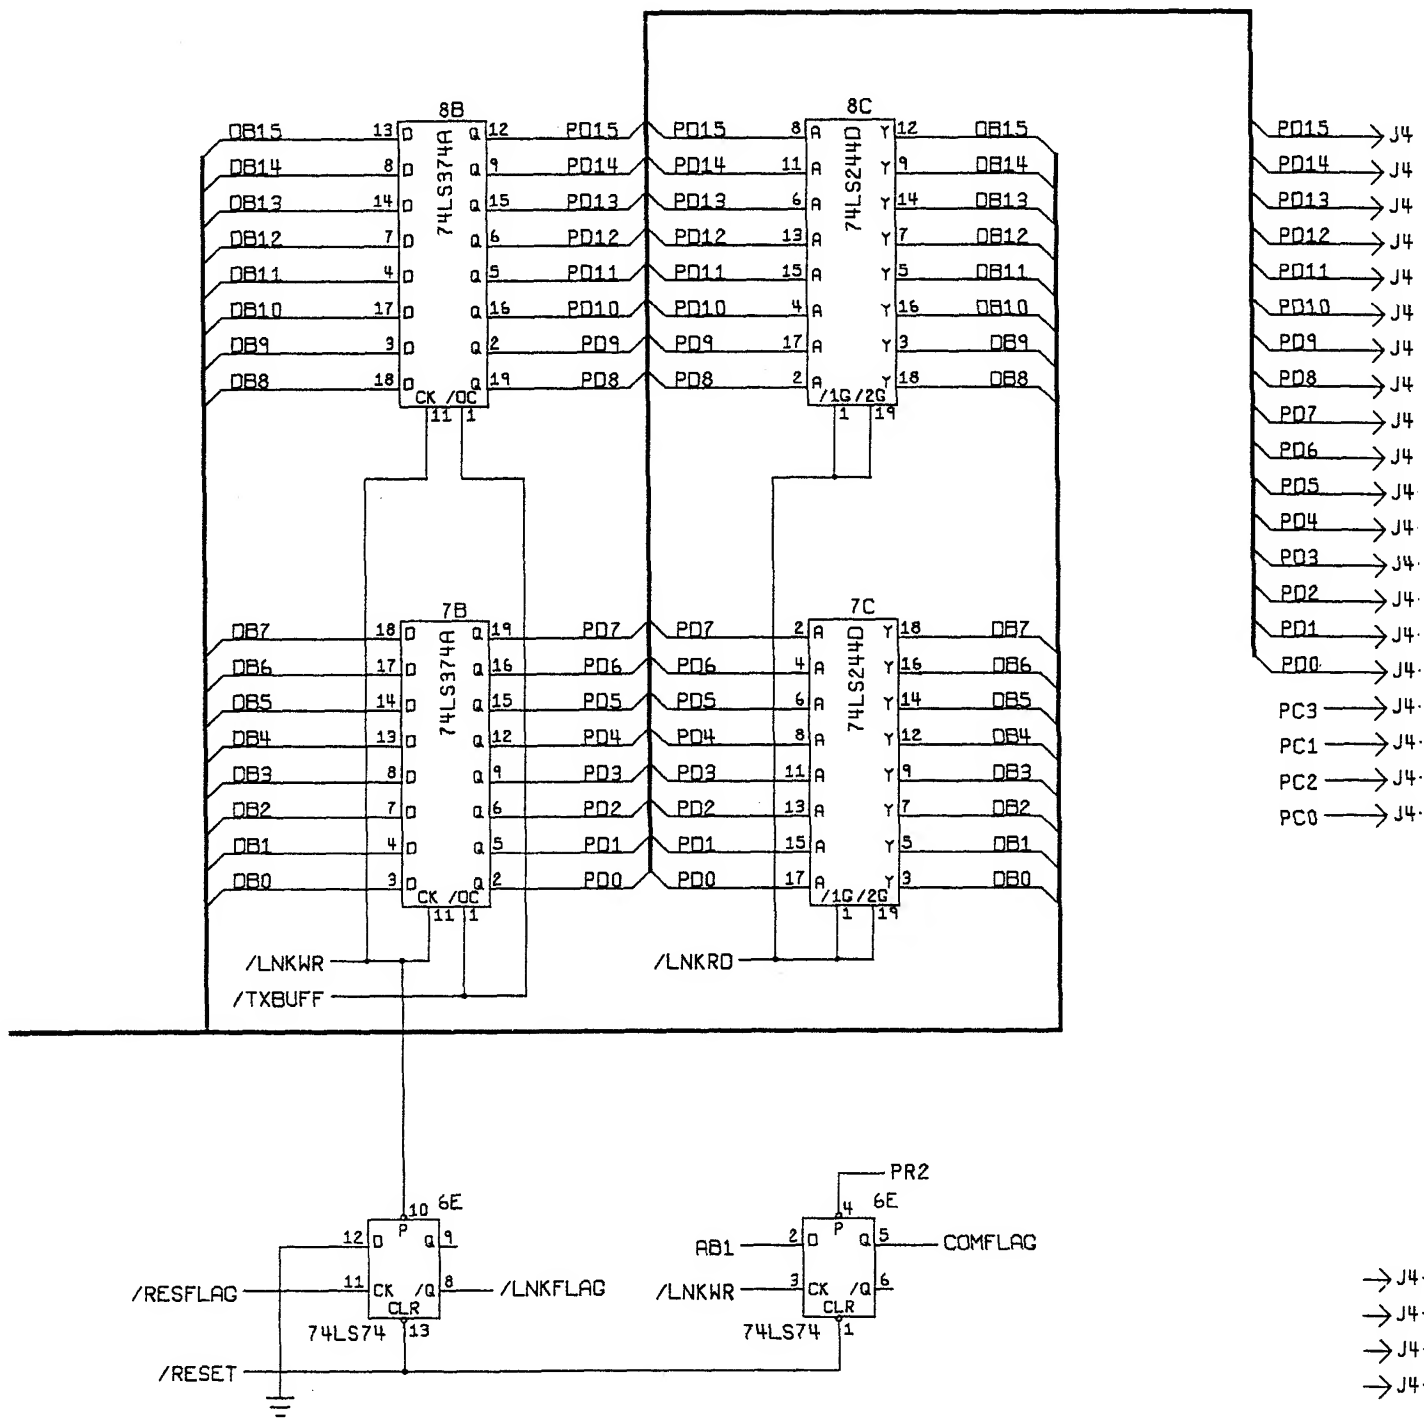 8B 8C
DB15 13 D Q 12 PD15 PD15 8 A Y 12 DB15 PD15 J4
DB14 8 D Q 9 PD14 PD14 11 A Y 9 DB14 PD14 J4
DB13 14 D Q 15 PD13 PD13 6 A Y 14 DB13 PD13 J4
DB12 7 D Q 6 PD12 PD12 13 A Y 7 DB12 PD12 J4
DB11 4 D Q 5 PD11 PD11 15 A Y 5 DB11 PD11 J4
DB10 17 D Q 16 PD10 PD10 4 A Y 16 DB10 PD10 J4
DB9 3 D Q 2 PD9 PD9 17 A Y 3 DB9 PD9 J4
DB8 18 D Q 19 PD8 PD8 2 A Y 18 DB8 PD8 J4
74LS374A 74LS244D
CK /OC /1G /2G
11 1 1 19
PD7 J4
PD6 J4
PD5 J4
PD4 J4
PD3 J4
PD2 J4
PD1 J4
PD0 J4
PC3 J4
PC1 J4
PC2 J4
PC0 J4
7B 7C
DB7 18 D Q 19 PD7 PD7 2 A Y 18 DB7
DB6 17 D Q 16 PD6 PD6 4 A Y 16 DB6
DB5 14 D Q 15 PD5 PD5 6 A Y 14 DB5
DB4 13 D Q 12 PD4 PD4 8 A Y 12 DB4
DB3 8 D Q 9 PD3 PD3 11 A Y 9 DB3
DB2 7 D Q 6 PD2 PD2 13 A Y 7 DB2
DB1 4 D Q 5 PD1 PD1 15 A Y 5 DB1
DB0 3 D Q 2 PD0 PD0 17 A Y 3 DB0
74LS374A 74LS244D
CK /OC /1G /2G
11 1 1 19
/LNKWR /LNKRD
/TXBUFF
PR2
10 6E 4 6E
P P
12 D Q 9 AB1 2 D Q 5 COMFLAG
/RESFLAG 11 CK /Q 8 /LNKFLAG /LNKWR 3 CK /Q 6
CLR CLR
74LS74 13 74LS74 1
/RESET
J4
J4
J4
J4